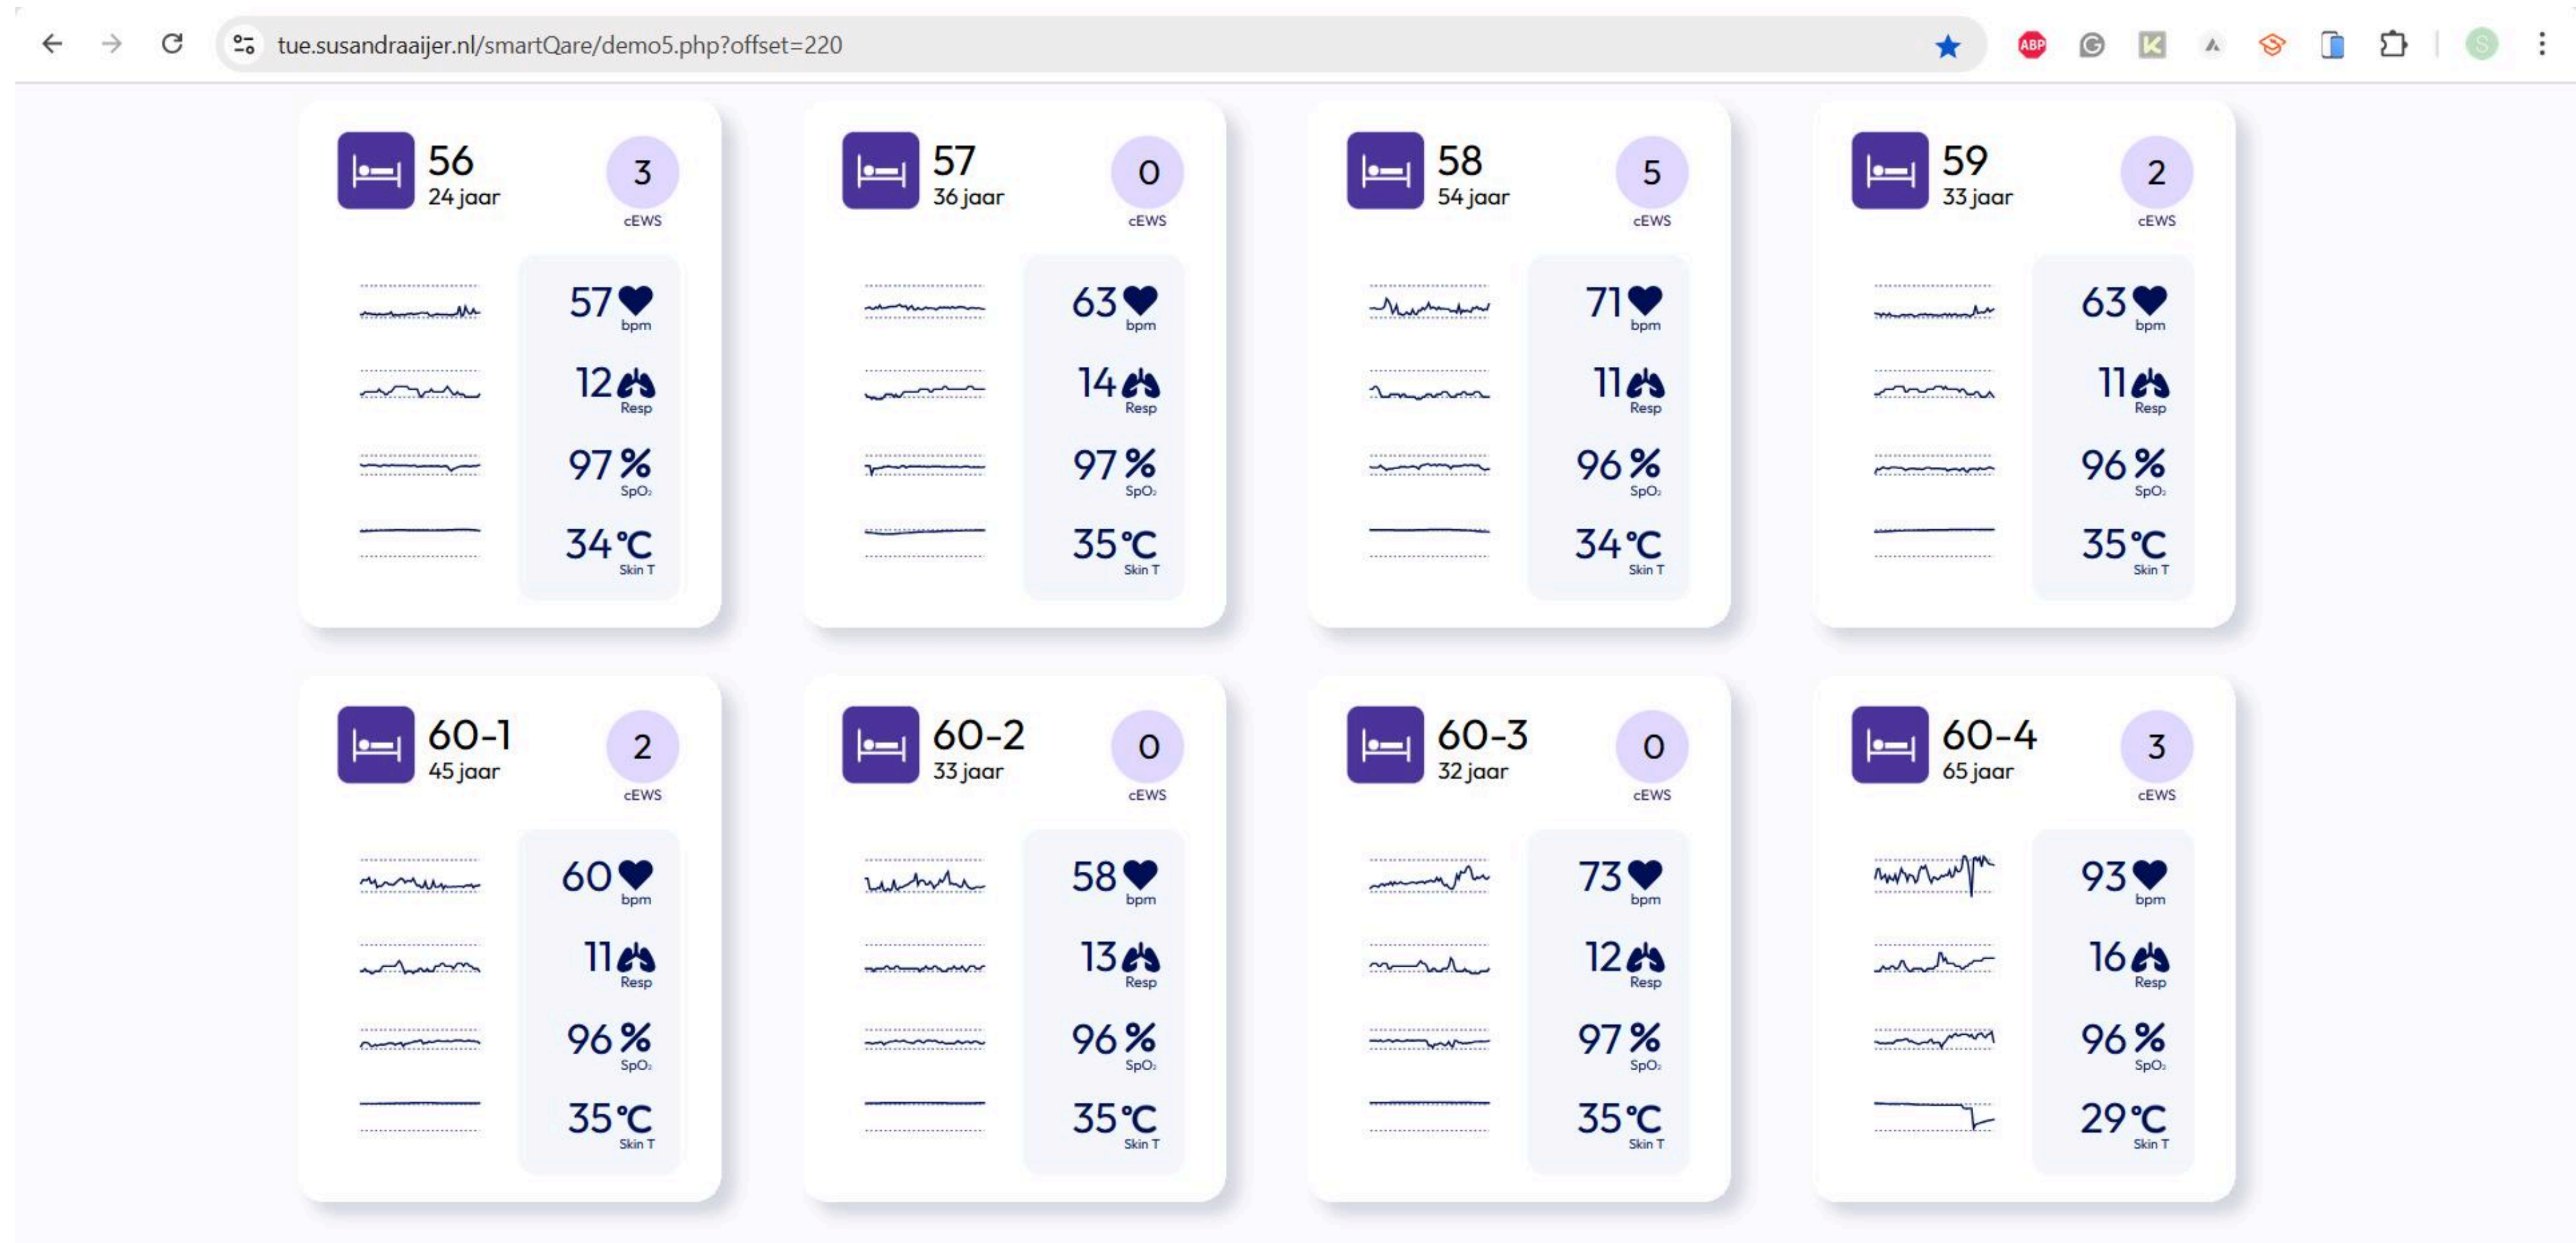 tue.susandraaijer.nl/smartQare/demo5.php?offset=220
ABP
S
56
24 jaar
3
cEWS
57 bpm
12 Resp
97 % SpO₂
34 °C Skin T
57
36 jaar
0
cEWS
63 bpm
14 Resp
97 % SpO₂
35 °C Skin T
58
54 jaar
5
cEWS
71 bpm
11 Resp
96 % SpO₂
34 °C Skin T
59
33 jaar
2
cEWS
63 bpm
11 Resp
96 % SpO₂
35 °C Skin T
60-1
45 jaar
2
cEWS
60 bpm
11 Resp
96 % SpO₂
35 °C Skin T
60-2
33 jaar
0
cEWS
58 bpm
13 Resp
96 % SpO₂
35 °C Skin T
60-3
32 jaar
0
cEWS
73 bpm
12 Resp
97 % SpO₂
35 °C Skin T
60-4
65 jaar
3
cEWS
93 bpm
16 Resp
96 % SpO₂
29 °C Skin T